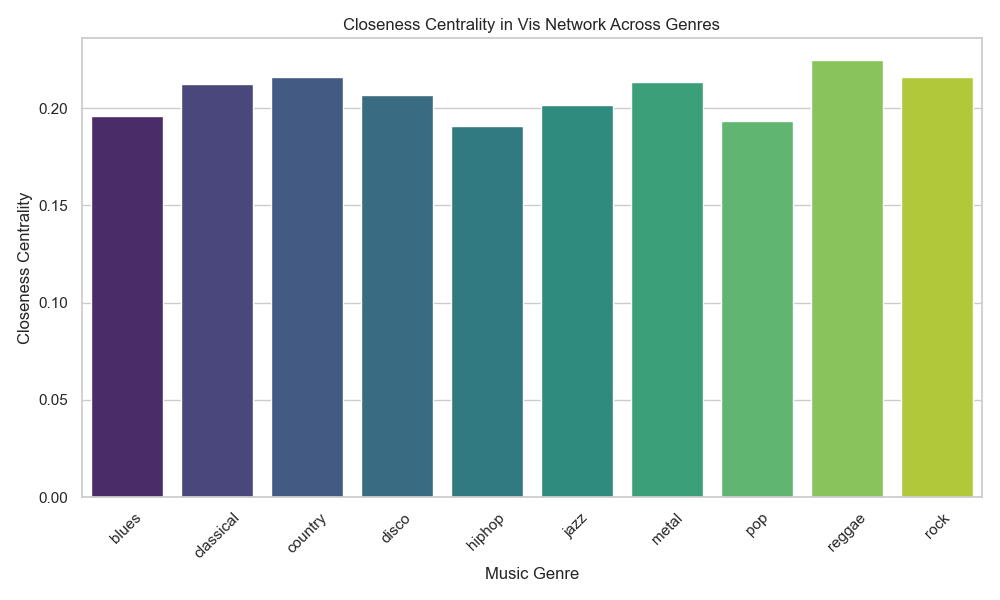 Closeness Centrality in Vis Network Across Genres
Closeness Centrality
0.20
0.15
0.10
0.05
0.00
blues
classical
country
disco
hiphop
jazz
metal
pop
reggae
rock
Music Genre